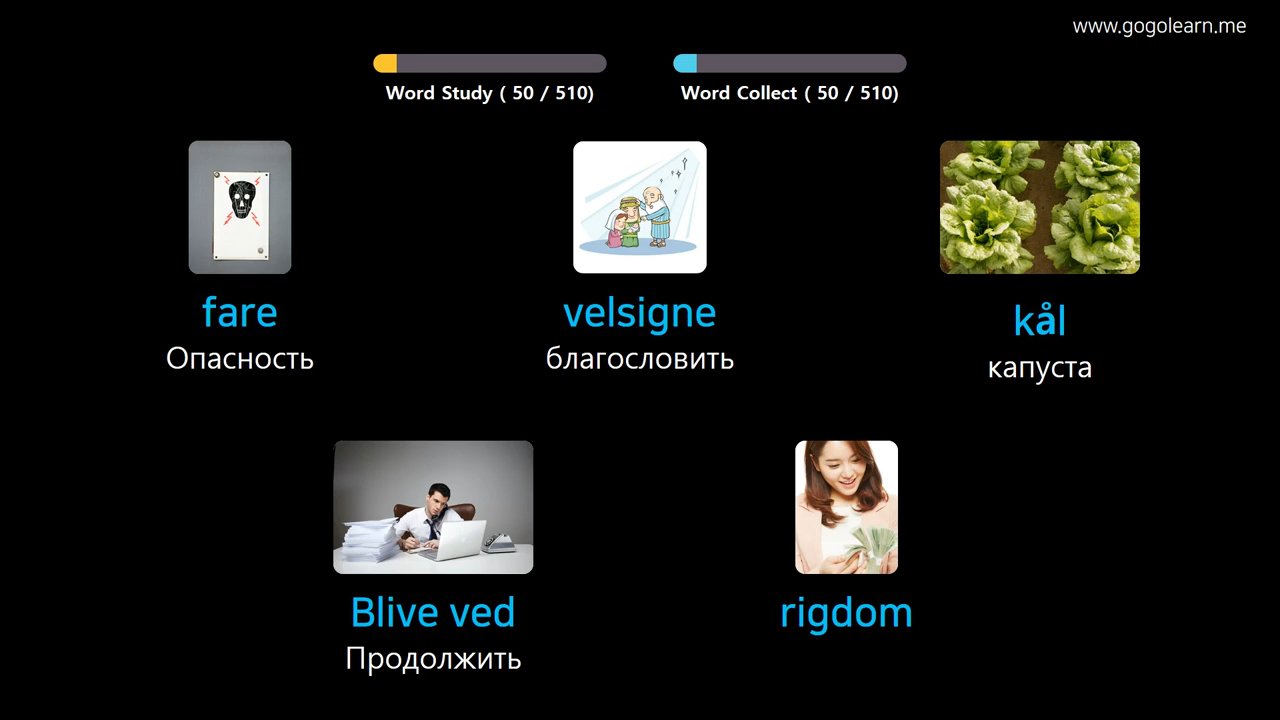 www.gogolearn.me
Word Study ( 50 / 510)
Word Collect ( 50 / 510)
fare
Опасность
velsigne
благословить
kål
капуста
Blive ved
Продолжить
rigdom